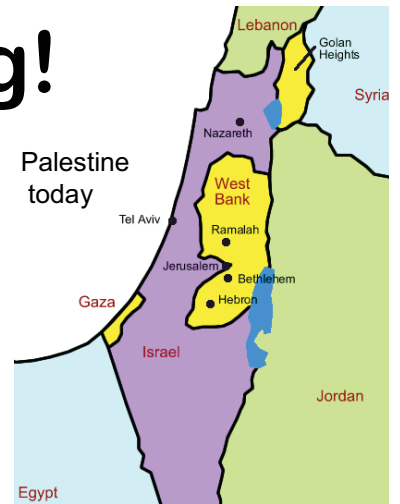 g!
Palestine
today
Lebanon
Golan
Heights
Syria
Nazareth
West
Bank
Tel Aviv
Ramalah
Jerusalem
Bethlehem
Gaza
Hebron
Israel
Jordan
Egypt